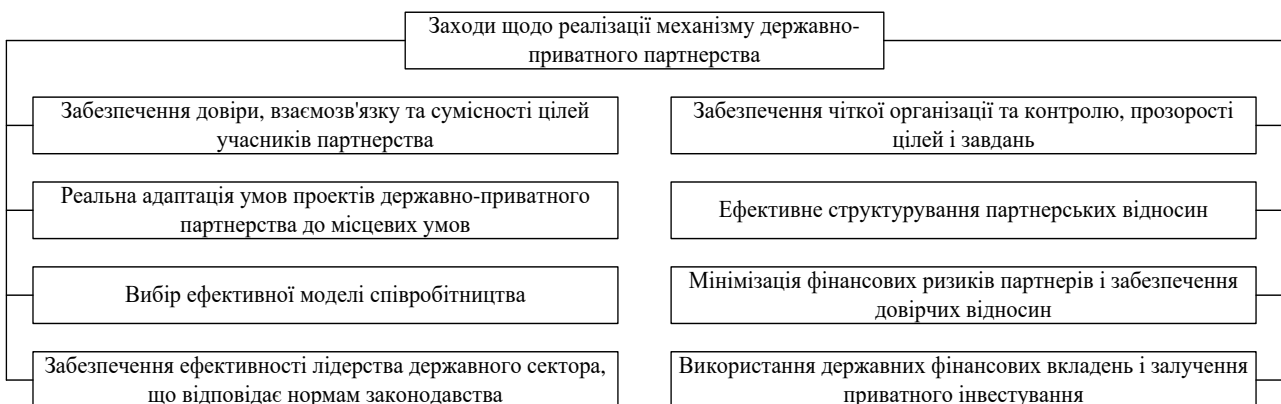 Заходи щодо реалізації механізму державно-
приватного партнерства
Забезпечення довіри, взаємозв'язку та сумісності цілей
учасників партнерства
Забезпечення чіткої організації та контролю, прозорості
цілей і завдань
Реальна адаптація умов проектів державно-приватного
партнерства до місцевих умов
Ефективне структурування партнерських відносин
Вибір ефективної моделі співробітництва
Мінімізація фінансових ризиків партнерів і забезпечення
довірчих відносин
Забезпечення ефективності лідерства державного сектора,
що відповідає нормам законодавства
Використання державних фінансових вкладень і залучення
приватного інвестування